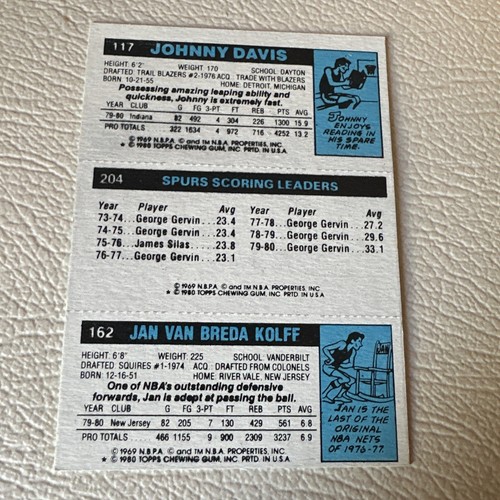 117 JOHNNY DAVIS
HEIGHT: 6'2" WEIGHT: 170 SCHOOL: DAYTON
DRAFTED: TRAIL BLAZERS #2-1976 ACQ.: TRADE WITH BLAZERS
BORN: 10-21-55 HOME: DETROIT, MICHIGAN
Possessing amazing leaping ability and
quickness, Johnny is extremely fast.
YEAR CLUB G FG 3-PT FT REB PTS AVG
79-80 Indiana 82 492 4 304 226 1300 15.9
PRO TOTALS 322 1634 4 972 716 4252 13.2
©1969 N.B.P.A. © and TM N.B.A. PROPERTIES, INC.
★ © 1980 TOPPS CHEWING GUM, INC. PRTD. IN U.S.A.
JOHNNY
ENJOYS
READING IN
HIS SPARE
TIME.
204 SPURS SCORING LEADERS
Year Player Avg
73-74—George Gervin....23.4
74-75—George Gervin....23.4
75-76—James Silas....23.8
76-77—George Gervin....23.1
Year Player Avg
77-78—George Gervin....27.2
78-79—George Gervin....29.6
79-80—George Gervin....33.1
©1969 N.B.P.A. © and TM N.B.A. PROPERTIES, INC.
★ © 1980 TOPPS CHEWING GUM, INC. PRTD. IN U.S.A.
162 JAN VAN BREDA KOLFF
HEIGHT: 6'8" WEIGHT: 225 SCHOOL: VANDERBILT
DRAFTED: SQUIRES #1-1974 ACQ.: DRAFTED FROM COLONELS
BORN: 12-16-51 HOME: RIVER VALE, NEW JERSEY
One of NBA's outstanding defensive
forwards, Jan is adept at passing the ball.
YEAR CLUB G FG 3-PT FT REB PTS AVG
79-80 New Jersey 82 205 7 130 429 561 6.8
PRO TOTALS....... 466 1155 9 900 2309 3237 6.9
©1969 N.B.P.A. © and TM N.B.A. PROPERTIES, INC.
★ © 1980 TOPPS CHEWING GUM, INC. PRTD. IN U.S.A.
JAN IS THE
LAST OF THE
ORIGINAL
NBA NETS
OF 1976-77.